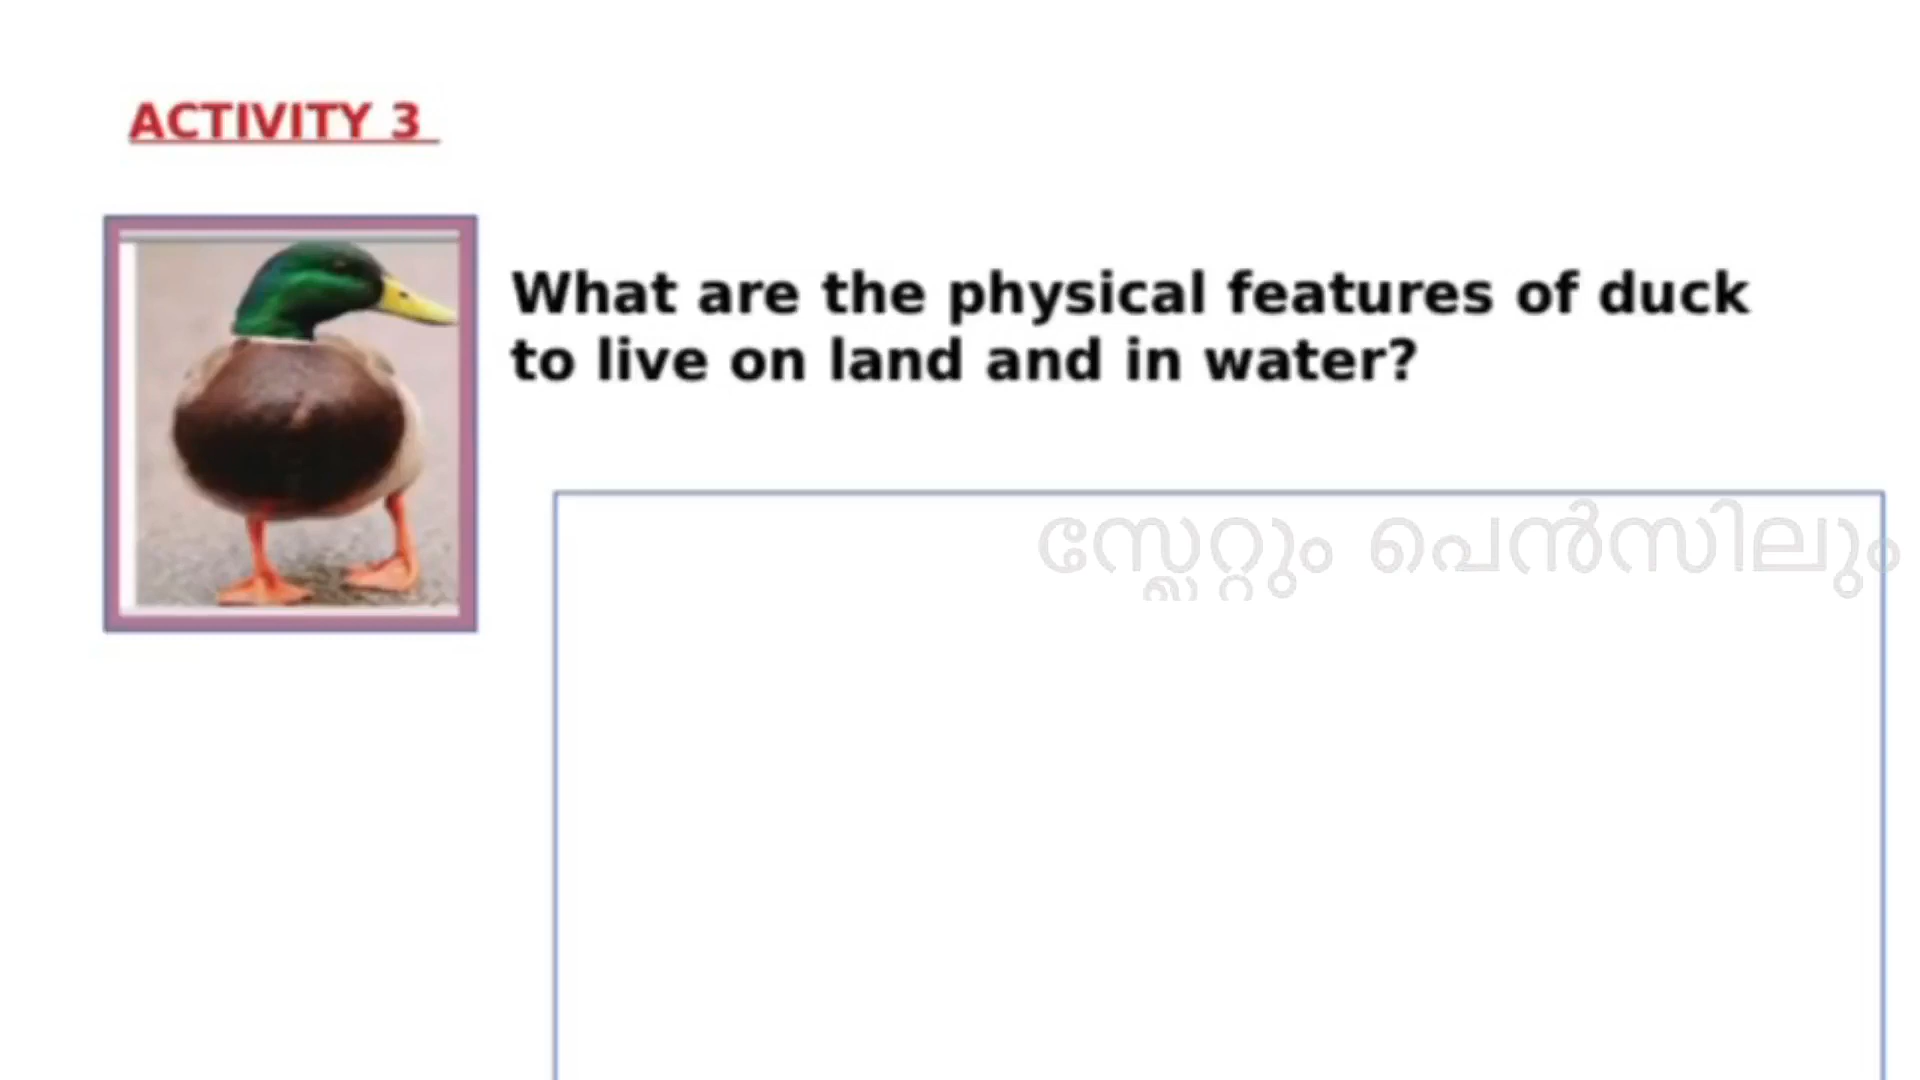 ACTIVITY 3
What are the physical features of duck
to live on land and in water?
സ്ലേറ്റും പെൻസിലും